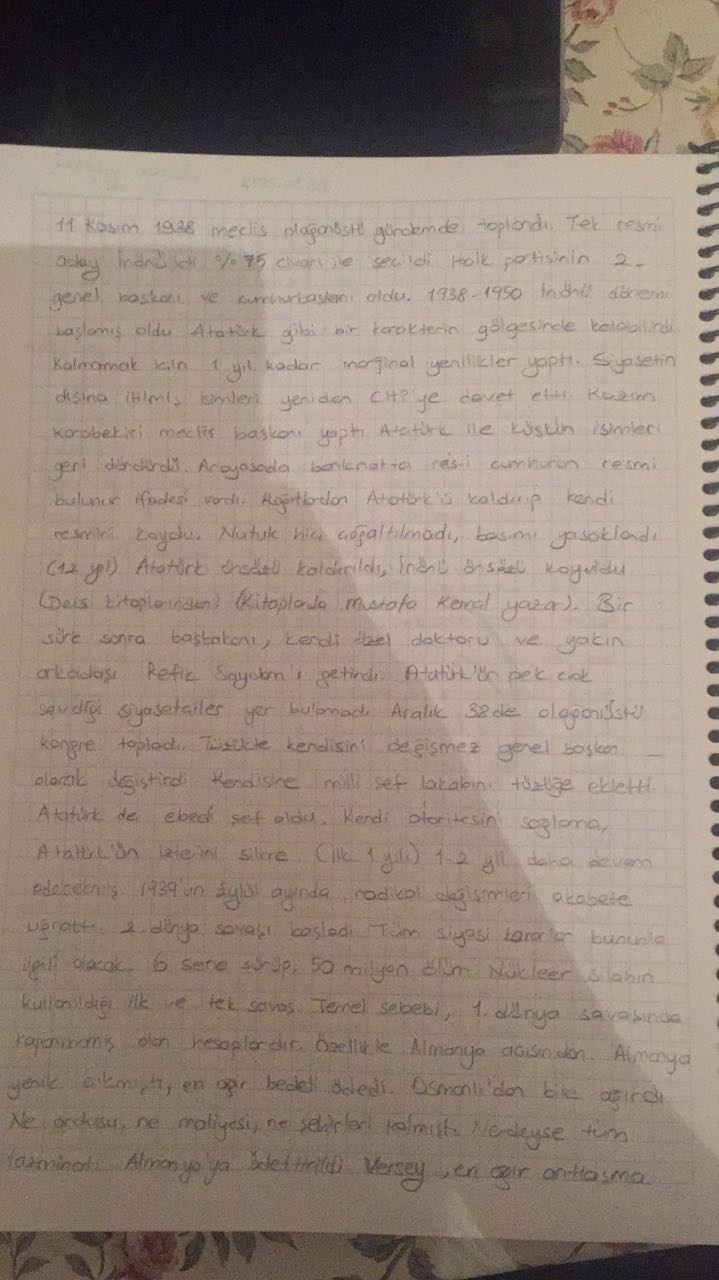 11 Kasım 1938 meclis olağanüstü gündemde toplandı. Tek resmi
aday İnönü'ydü. %75 civarı ile seçildi. Halk partisinin 2.
genel başkanı ve cumhurbaşkanı oldu. 1938-1950 İnönü dönemi
başlamış oldu Atatürk gibi bir karakterin gölgesinde kalabilirdi.
Kalmamak için 1 yıl kadar marjinal yenilikler yaptı. Siyasetin
dışına itilmiş isimleri yeniden CHP'ye davet etti. Kazım
karabekiri meclis başkanı yaptı. Atatürk ile küskün isimleri
geri döndürdü. Anayasada banknotta reis-i cumhurun resmi
bulunur ifadesi vardı. Kağıtlardan Atatürk'ü kaldırıp kendi
resmini koydu. Nutuk hiç çoğaltılmadı, basımı yasaklandı
(12 yıl) Atatürk önsözü kaldırıldı, İnönü önsözü koyuldu
(Ders kitaplarından) (Kitaplarda Mustafa Kemal yazar). Bir
süre sonra başbakanı, kendi özel doktoru ve yakın
arkadaşı Refik Saydam'ı getirdi. Atatürk'ün pek çok
sevdiği siyasetçiler yer bulamadı Aralık 38de olağanüstü
kongre topladı. Tüzükte kendisini değişmez genel başkan
olarak değiştirdi. Kendisine milli şef lakabını tüzüğe ekletti.
Atatürk de ebedi şef oldu. Kendi otoritesini sağlama,
Atatürk'ün izlerini silme. (İlk 1 yılı) 1-2 yıl daha devam
edecekmiş. 1939'un Eylül ayında, radikal değişimleri akabete
uğrattı. 2. dünya savaşı başladı Tüm siyasi kararlar bununla
ilgili olacak. 6 sene sürüp, 50 milyon ölüm. Nükleer silahın
kullanıldığı ilk ve tek savaş. Temel sebebi, 1. dünya savaşında
kapanmamış olan hesaplardır. Özellikle Almanya açısından. Almanya
yenik çıkmıştı, en ağır bedeli ödedi. Osmanlı'dan bile ağırdı
Ne ordusu, ne maliyesi, ne şehirleri kalmıştı. Nerdeyse tüm
tazminatı Almanya'ya ödettirildi Versey, en ağır antlaşma.